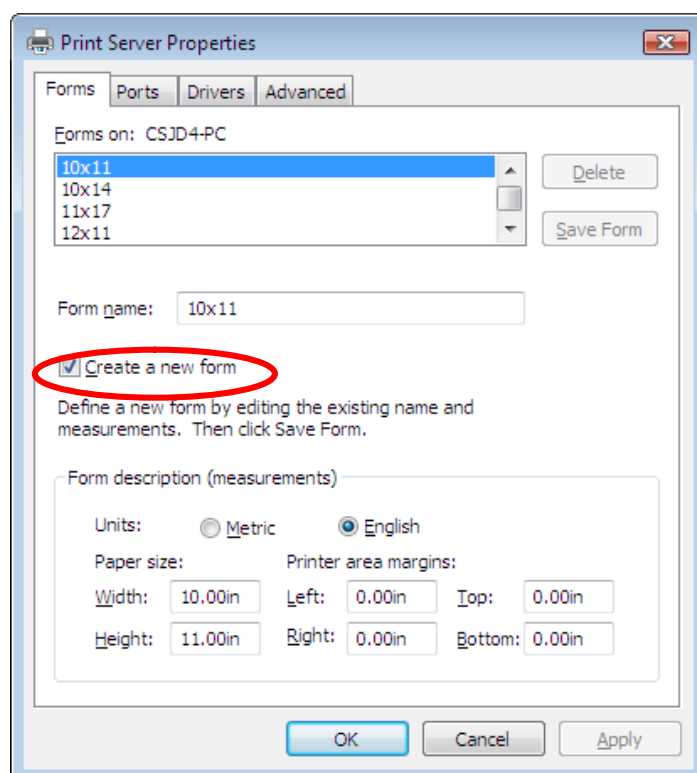 Print Server Properties
Forms Ports Drivers Advanced
Forms on: CSJD4-PC
10x11
10x14
11x17
12x11
Delete
Save Form
Form name: 10x11
Create a new form
Define a new form by editing the existing name and
measurements. Then click Save Form.
Form description (measurements)
Units: Metric English
Paper size: Printer area margins:
Width: 10.00in Left: 0.00in Top: 0.00in
Height: 11.00in Right: 0.00in Bottom: 0.00in
OK Cancel Apply